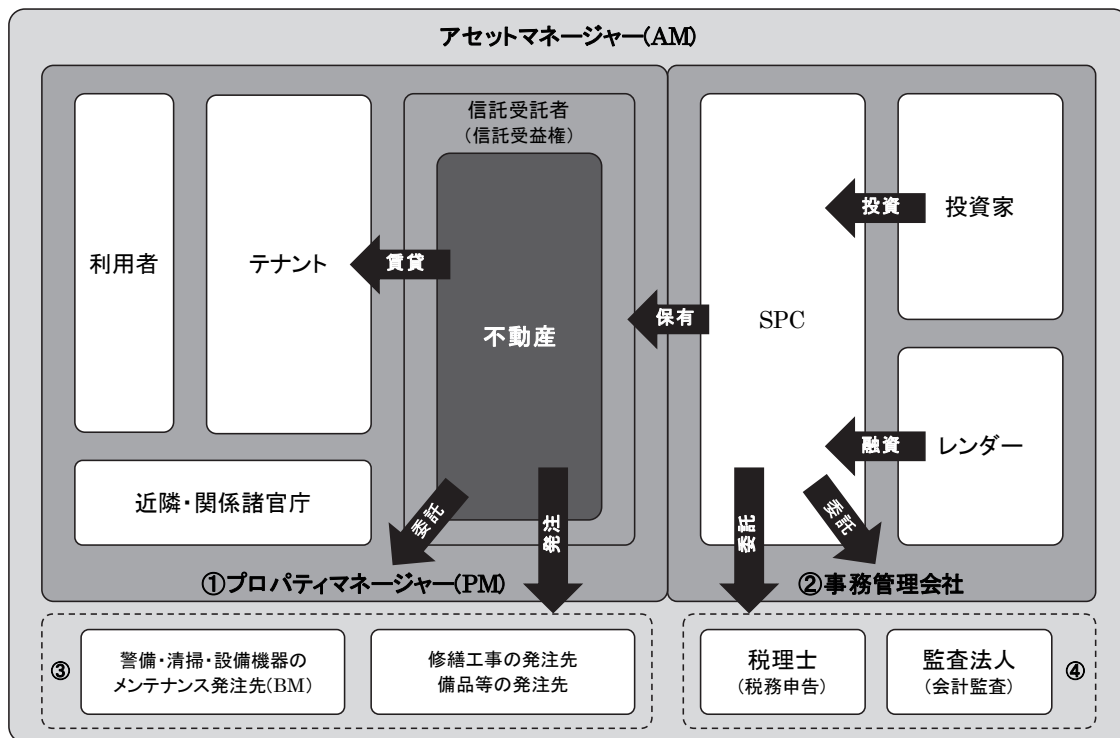 アセットマネージャー(AM)
利用者
テナント
賃貸
信託受託者
(信託受益権)
不動産
保有
SPC
投資
投資家
融資
レンダー
近隣・関係諸官庁
委託
発注
委託
委託
①プロパティマネージャー(PM)
②事務管理会社
③
警備・清掃・設備機器の
メンテナンス発注先(BM)
修繕工事の発注先
備品等の発注先
税理士
(税務申告)
監査法人
(会計監査)
④